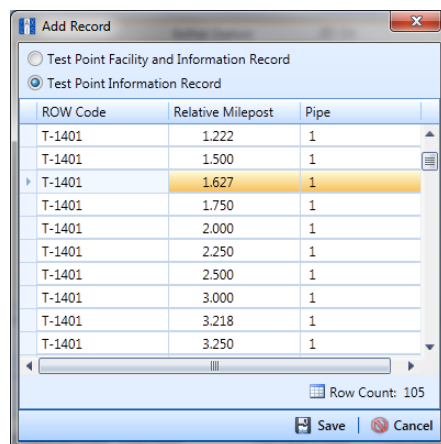 Add Record
Test Point Facility and Information Record
Test Point Information Record
ROW Code Relative Milepost Pipe
T-1401 1.222 1
T-1401 1.500 1
T-1401 1.627 1
T-1401 1.750 1
T-1401 2.000 1
T-1401 2.250 1
T-1401 2.500 1
T-1401 3.000 1
T-1401 3.218 1
T-1401 3.250 1
Row Count: 105
Save | Cancel